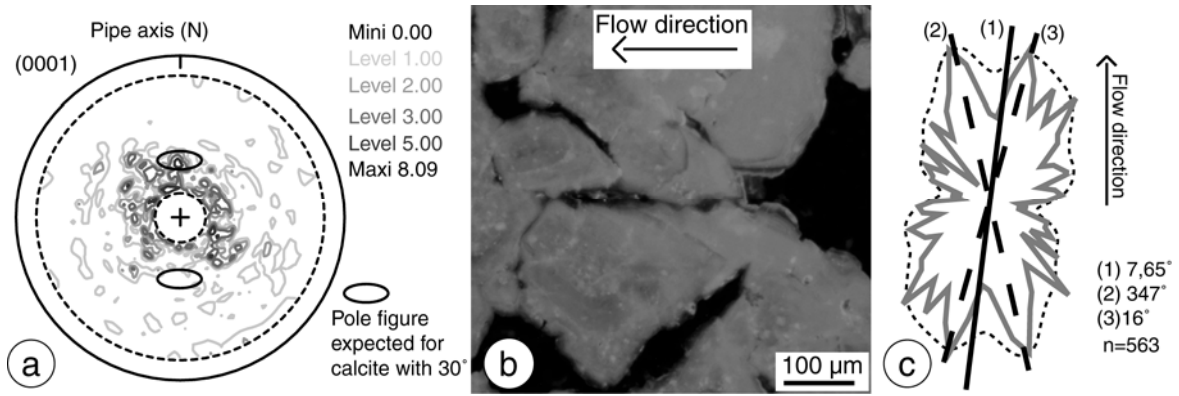 Pipe axis (N)
(0001)
Mini 0.00
Level 1.00
Level 2.00
Level 3.00
Level 5.00
Maxi 8.09
Pole figure
expected for
calcite with 30°
a
Flow direction
100 µm
b
(2)
(1)
(3)
Flow direction
(1) 7,65°
(2) 347°
(3)16°
n=563
c